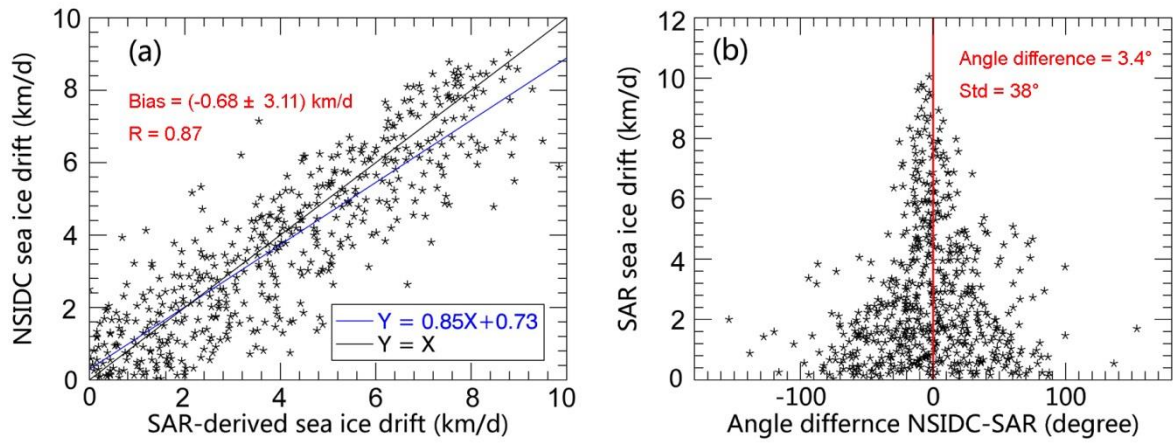 (a)
Bias = (-0.68 ± 3.11) km/d
R = 0.87
Y = 0.85X+0.73
Y = X
NSIDC sea ice drift (km/d)
10
8
6
4
2
0
0 2 4 6 8 10
SAR-derived sea ice drift (km/d)
(b)
Angle difference = 3.4°
Std = 38°
SAR sea ice drift (km/d)
12
10
8
6
4
2
0
-100 0 100
Angle differnce NSIDC-SAR (degree)